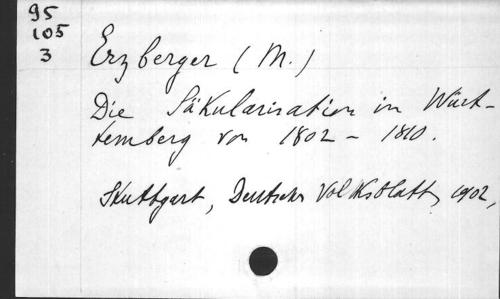 95
105
3
Erzberger (M.)
Die Säkularisation in Würt-
temberg von 1802 - 1810.
Stuttgart, Deutsches Volksblatt, 1902,